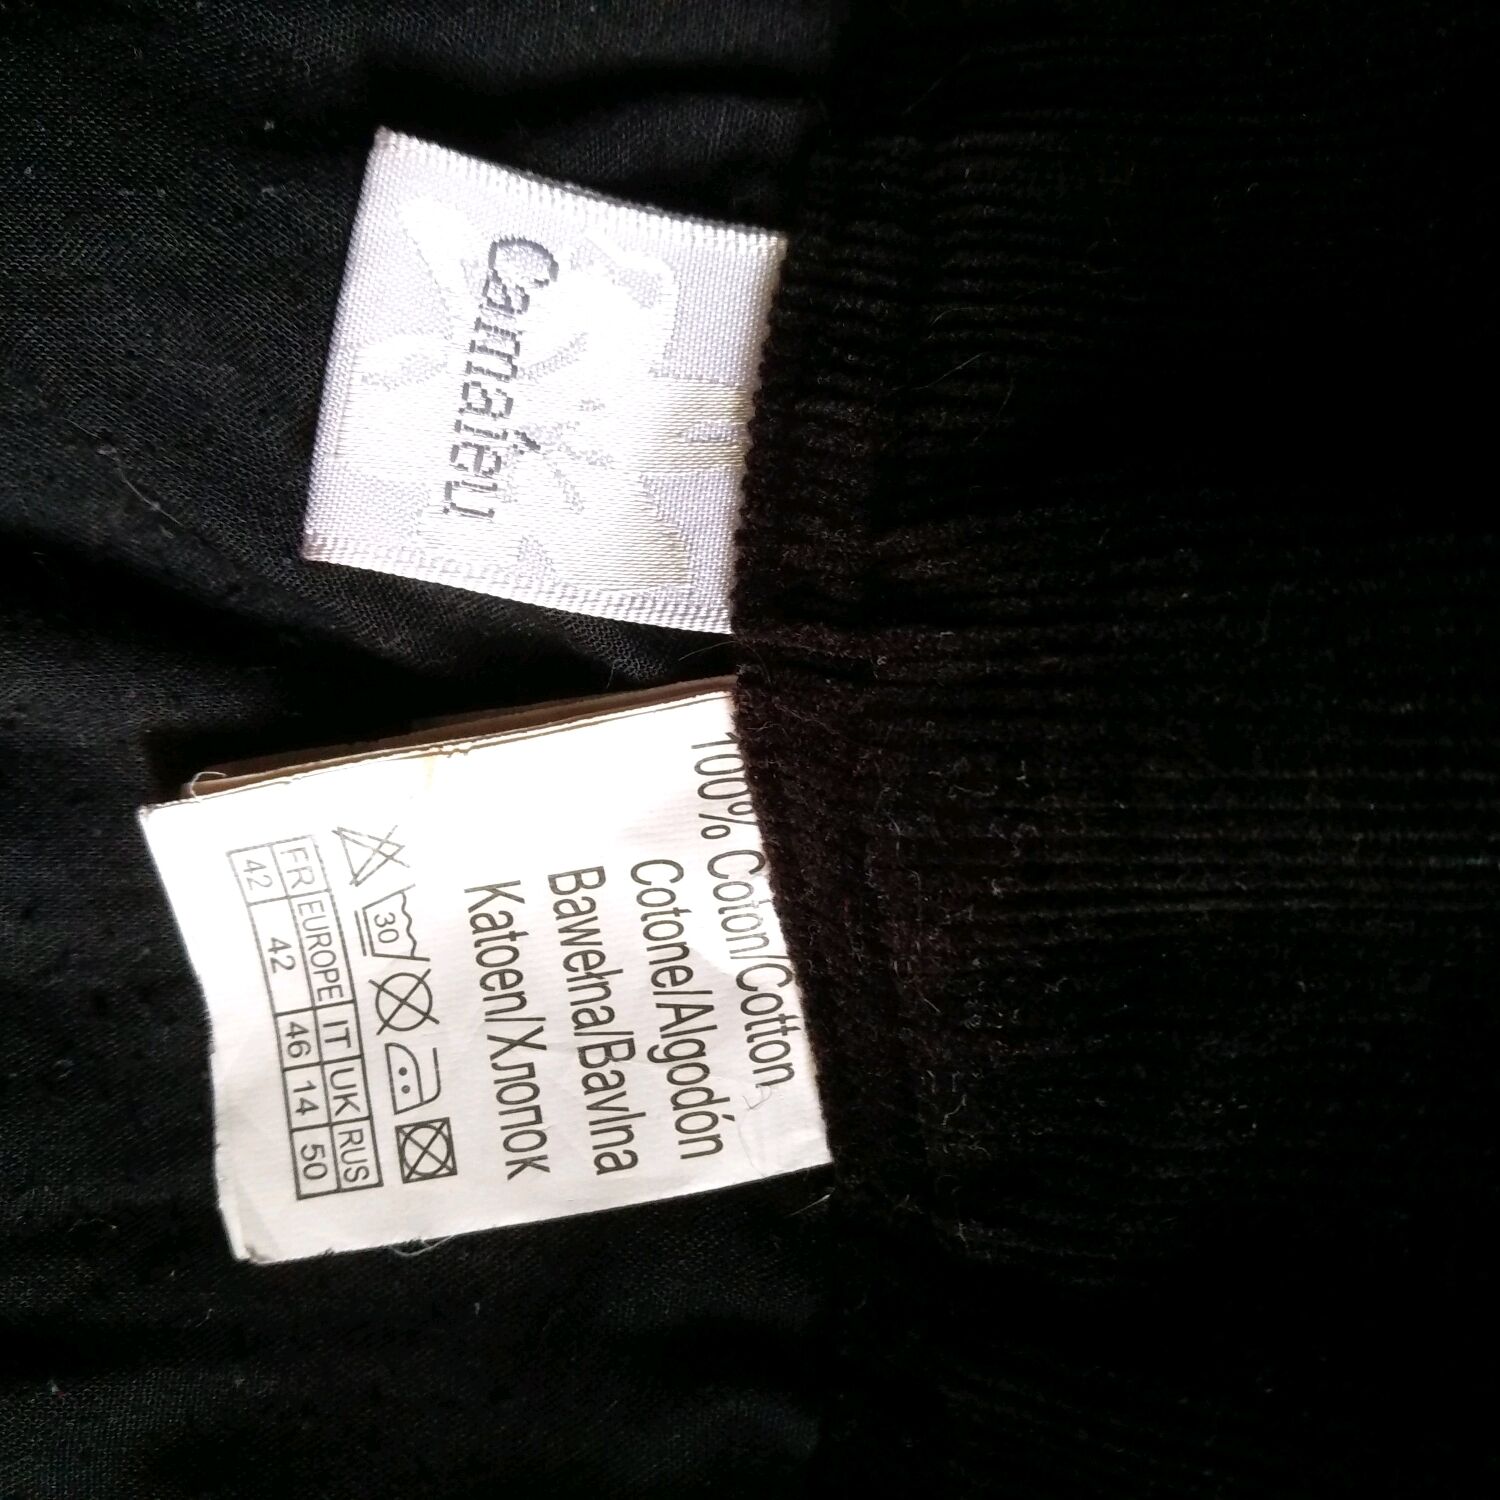 Camaïeu
100% Coton/Cotton
Cotone/Algodón
Bawełna/Bavlna
Katoen/Хлопок
30
FR EUROPE IT UK RUS
42 42 46 14 50